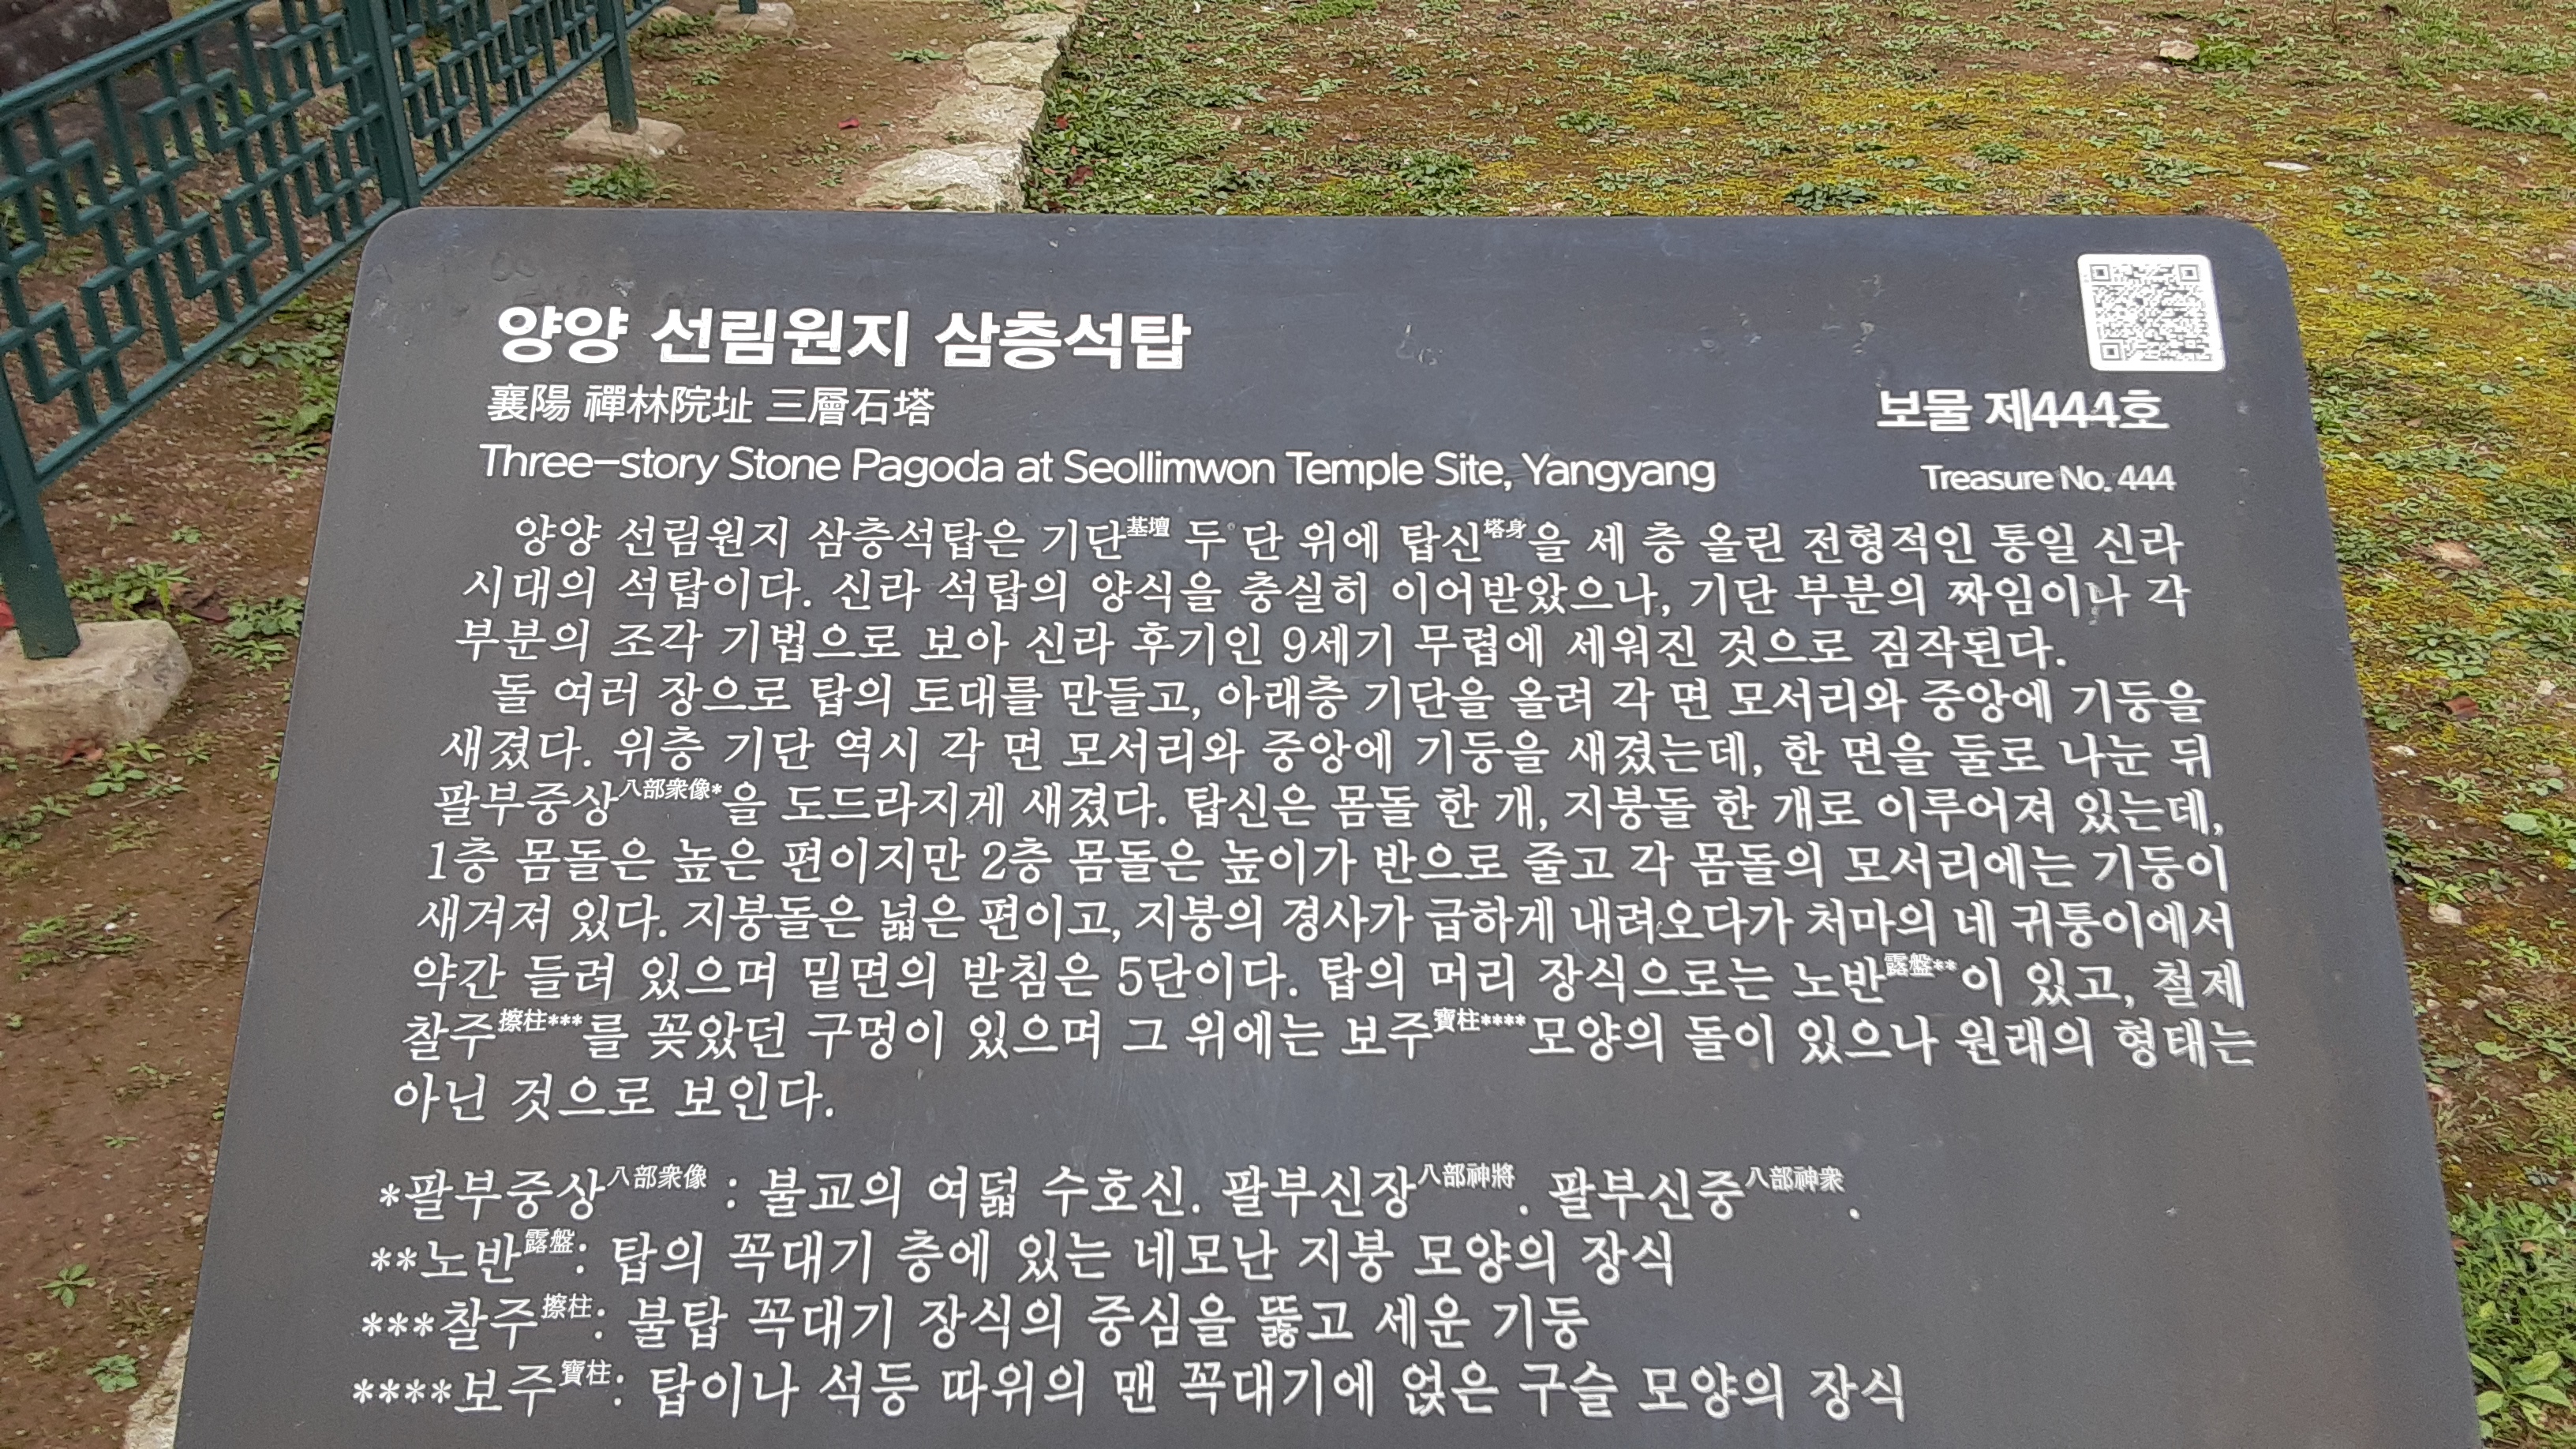 양양 선림원지 삼층석탑
襄陽 禪林院址 三層石塔
보물 제444호
Three-story Stone Pagoda at Seollimwon Temple Site, Yangyang
Treasure No. 444
양양 선림원지 삼층석탑은 기단基壇 두 단 위에 탑신塔身을 세 층 올린 전형적인 통일 신라
시대의 석탑이다. 신라 석탑의 양식을 충실히 이어받았으나, 기단 부분의 짜임이나 각
부분의 조각 기법으로 보아 신라 후기인 9세기 무렵에 세워진 것으로 짐작된다.
돌 여러 장으로 탑의 토대를 만들고, 아래층 기단을 올려 각 면 모서리와 중앙에 기둥을
새겼다. 위층 기단 역시 각 면 모서리와 중앙에 기둥을 새겼는데, 한 면을 둘로 나눈 뒤
팔부중상八部衆像*을 도드라지게 새겼다. 탑신은 몸돌 한 개, 지붕돌 한 개로 이루어져 있는데,
1층 몸돌은 높은 편이지만 2층 몸돌은 높이가 반으로 줄고 각 몸돌의 모서리에는 기둥이
새겨져 있다. 지붕돌은 넓은 편이고, 지붕의 경사가 급하게 내려오다가 처마의 네 귀퉁이에서
약간 들려 있으며 밑면의 받침은 5단이다. 탑의 머리 장식으로는 노반露盤**이 있고, 철제
찰주擦柱***를 꽂았던 구멍이 있으며 그 위에는 보주寶柱****모양의 돌이 있으나 원래의 형태는
아닌 것으로 보인다.
*팔부중상八部衆像 : 불교의 여덟 수호신. 팔부신장八部神將. 팔부신중八部神衆.
**노반露盤: 탑의 꼭대기 층에 있는 네모난 지붕 모양의 장식
***찰주擦柱: 불탑 꼭대기 장식의 중심을 뚫고 세운 기둥
****보주寶柱: 탑이나 석등 따위의 맨 꼭대기에 얹은 구슬 모양의 장식